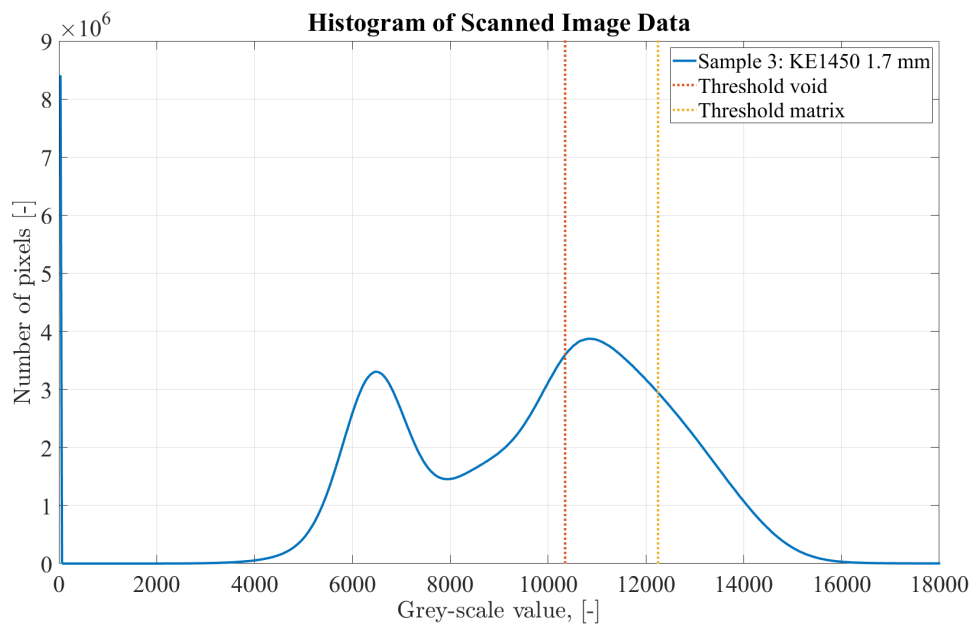 Histogram of Scanned Image Data
×10⁶
9
8
7
6
5
4
3
2
1
0
Number of pixels [-]
Sample 3: KE1450 1.7 mm
Threshold void
Threshold matrix
0 2000 4000 6000 8000 10000 12000 14000 16000 18000
Grey-scale value, [-]